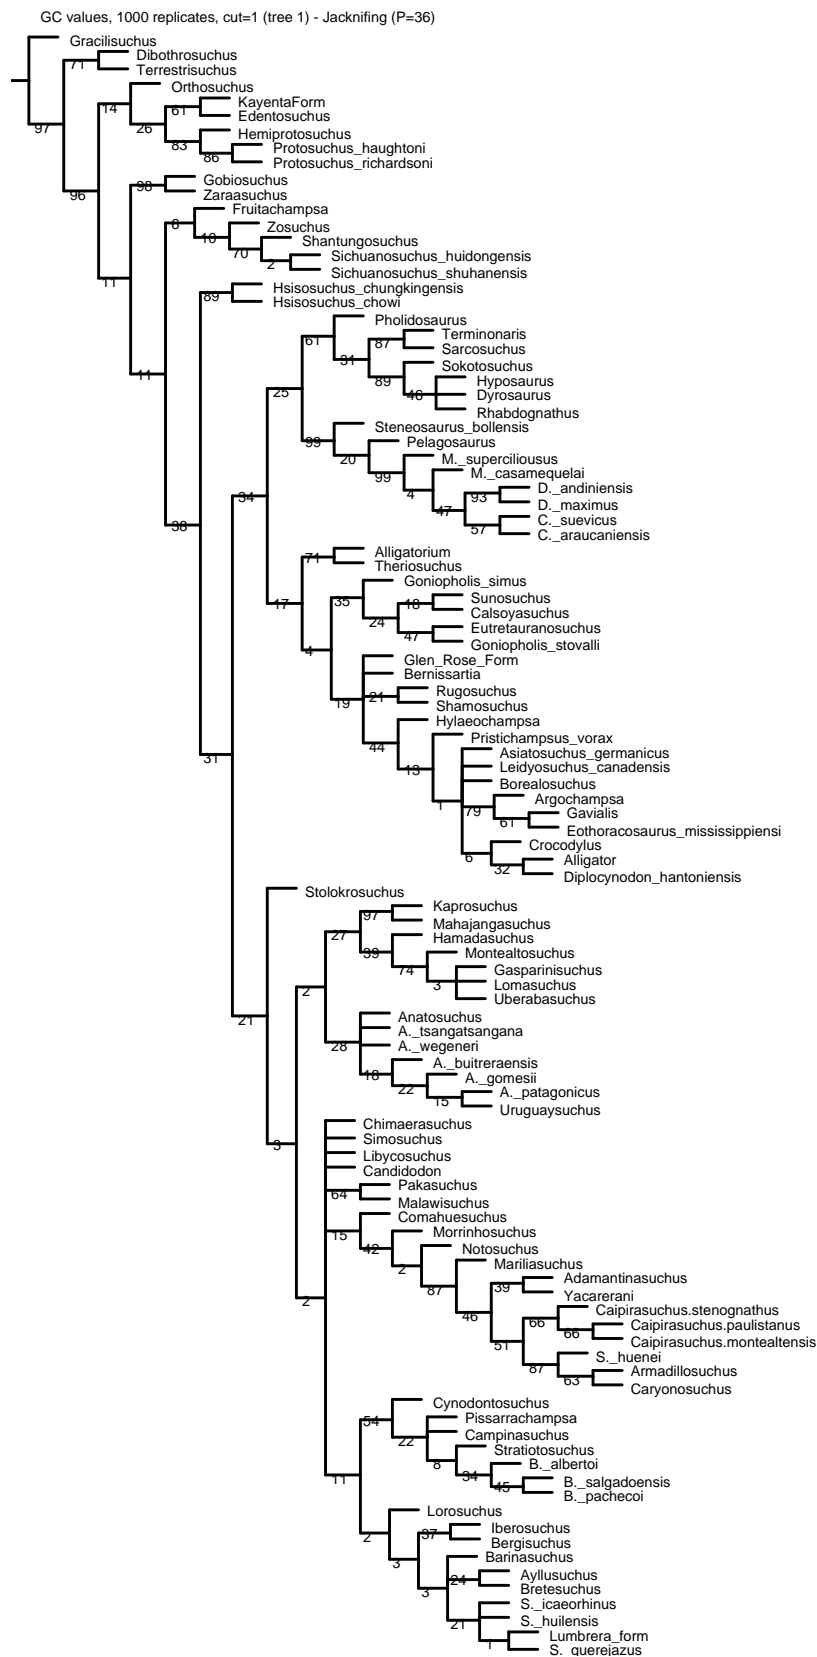 GC values, 1000 replicates, cut=1 (tree 1) - Jacknifing (P=36)
Gracilisuchus
Dibothrosuchus
71
Terrestrisuchus
Orthosuchus
14
KayentaForm
61
Edentosuchus
97
26
Hemiprotosuchus
83
Protosuchus_haughtoni
86
Protosuchus_richardsoni
Gobiosuchus
98
96
Zaraasuchus
Fruitachampsa
6
Zosuchus
10
Shantungosuchus
70
Sichuanosuchus_huidongensis
2
Sichuanosuchus_shuhanensis
11
Hsisosuchus_chungkingensis
89
Hsisosuchus_chowi
Pholidosaurus
Terminonaris
61
87
Sarcosuchus
31
Sokotosuchus
11
89
Hyposaurus
25
46
Dyrosaurus
Rhabdognathus
Steneosaurus_bollensis
99
Pelagosaurus
20
M._superciliousus
99
M._casamequelai
D._andiniensis
34
4
93
D._maximus
47
C._suevicus
38
57
C._araucaniensis
Alligatorium
71
Theriosuchus
Goniopholis_simus
17
35
Sunosuchus
18
Calsoyasuchus
24
Eutretauranosuchus
47
Goniopholis_stovalli
4
Glen_Rose_Form
Bernissartia
Rugosuchus
19
21
Shamosuchus
Hylaeochampsa
44
Pristichampsus_vorax
31
Asiatosuchus_germanicus
13
Leidyosuchus_canadensis
Borealosuchus
Argochampsa
1
79
Gavialis
61
Eothoracosaurus_mississippiensi
Crocodylus
6
Alligator
32
Diplocynodon_hantoniensis
Stolokrosuchus
Kaprosuchus
97
Mahajangasuchus
27
Hamadasuchus
39
Montealtosuchus
74
Gasparinisuchus
2
3
Lomasuchus
Uberabasuchus
21
Anatosuchus
A._tsangatsangana
28
A._wegeneri
A._buitreraensis
18
A._gomesii
22
A._patagonicus
15
Uruguaysuchus
Chimaerasuchus
3
Simosuchus
Libycosuchus
Candidodon
Pakasuchus
64
Malawisuchus
Comahuesuchus
15
Morrinhosuchus
42
Notosuchus
2
Mariliasuchus
Adamantinasuchus
87
39
Yacarerani
2
46
Caipirasuchus.stenognathus
66
Caipirasuchus.paulistanus
66
Caipirasuchus.montealtensis
51
S._huenei
87
Armadillosuchus
63
Caryonosuchus
Cynodontosuchus
54
Pissarrachampsa
22
Campinasuchus
Stratiotosuchus
8
B._albertoi
11
34
B._salgadoensis
45
B._pachecoi
Lorosuchus
2
Iberosuchus
37
Bergisuchus
3
Barinasuchus
Ayllusuchus
24
3
Bretesuchus
S._icaeorhinus
21
S._huilensis
Lumbrera_form
1
S._querejazus